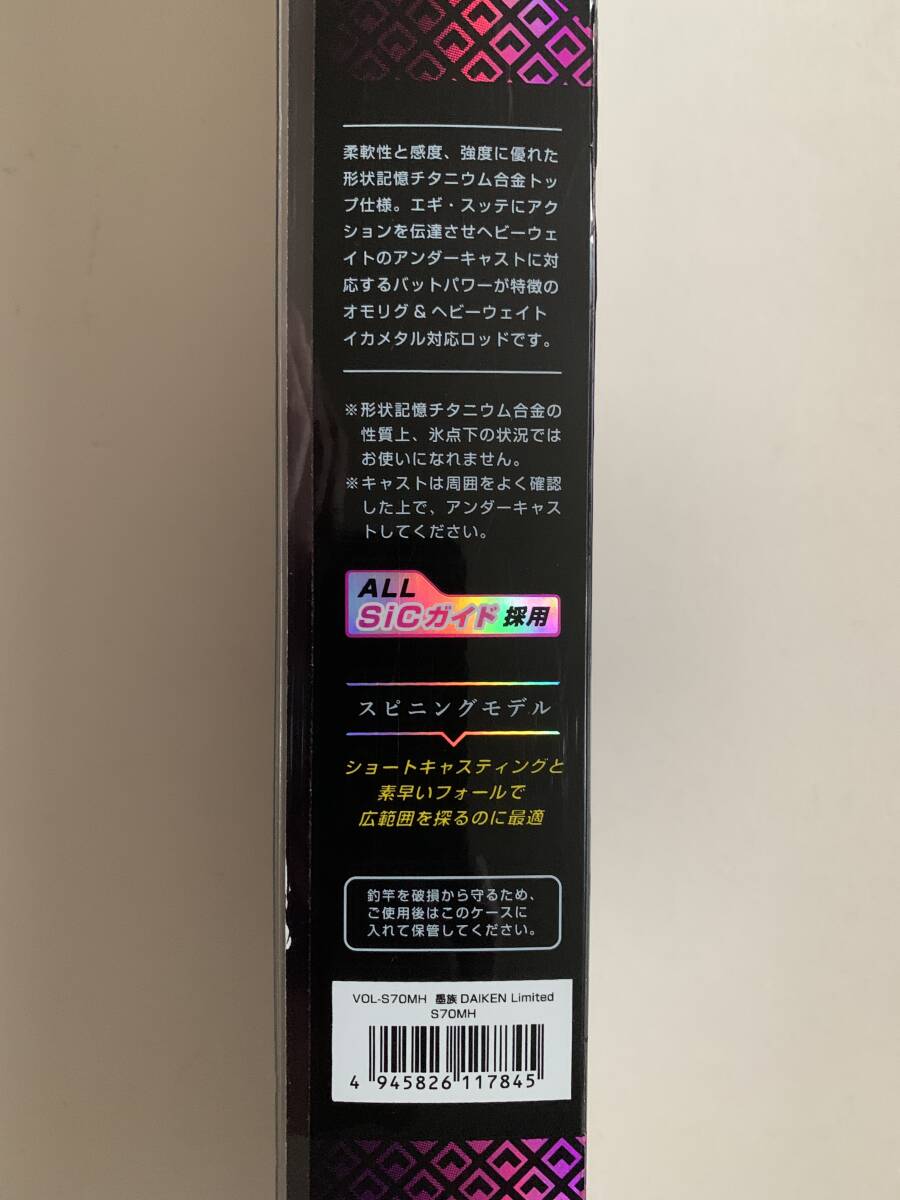 柔軟性と感度、強度に優れた
形状記憶チタニウム合金トッ
プ仕様。エギ・スッテにアク
ションを伝達させヘビーウェ
イトのアンダーキャストに対
応するバットパワーが特徴の
オモリグ&ヘビーウェイト
イカメタル対応ロッドです。
※形状記憶チタニウム合金の
性質上、氷点下の状況では
お使いになれません。
※キャストは周囲をよく確認
した上で、アンダーキャス
トしてください。
ALL
SiCガイド採用
スピニングモデル
ショートキャスティングと
素早いフォールで
広範囲を探るのに最適
釣竿を破損から守るため、
ご使用後はこのケースに
入れて保管してください。
VOL-S70MH 墨族 DAIKEN Limited
S70MH
4 945826 117845